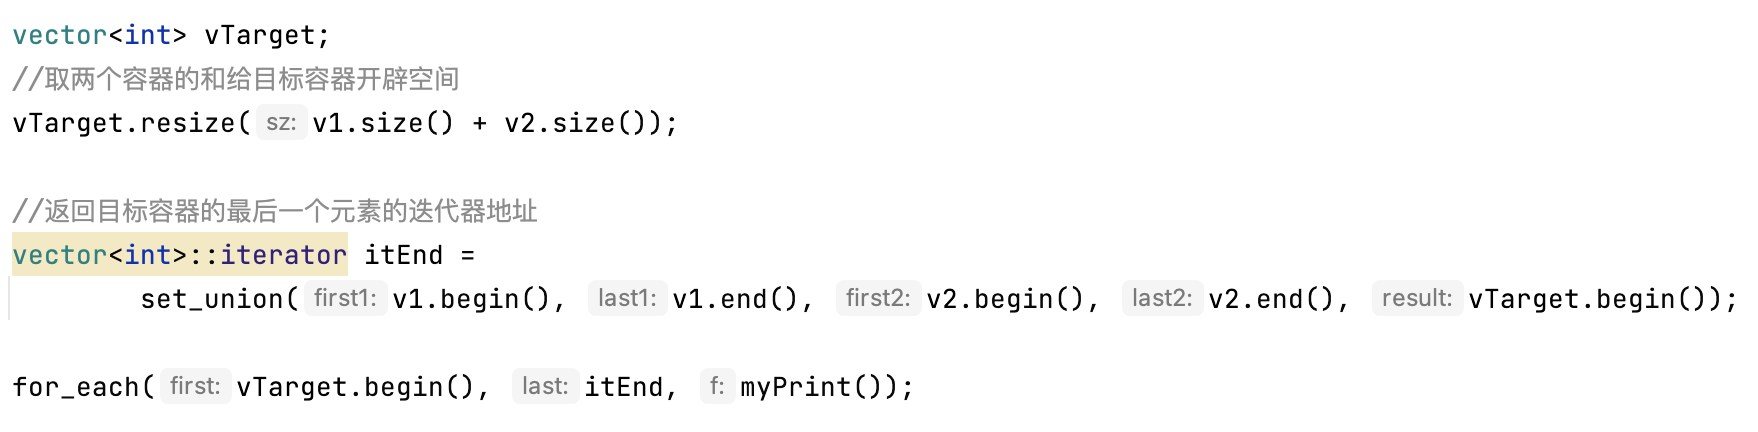 vector<int> vTarget;
//取两个容器的和给目标容器开辟空间
vTarget.resize( sz: v1.size() + v2.size());
//返回目标容器的最后一个元素的迭代器地址
vector<int>::iterator itEnd =
set_union( first1: v1.begin(), last1: v1.end(), first2: v2.begin(), last2: v2.end(), result: vTarget.begin());
for_each( first: vTarget.begin(), last: itEnd, f: myPrint());